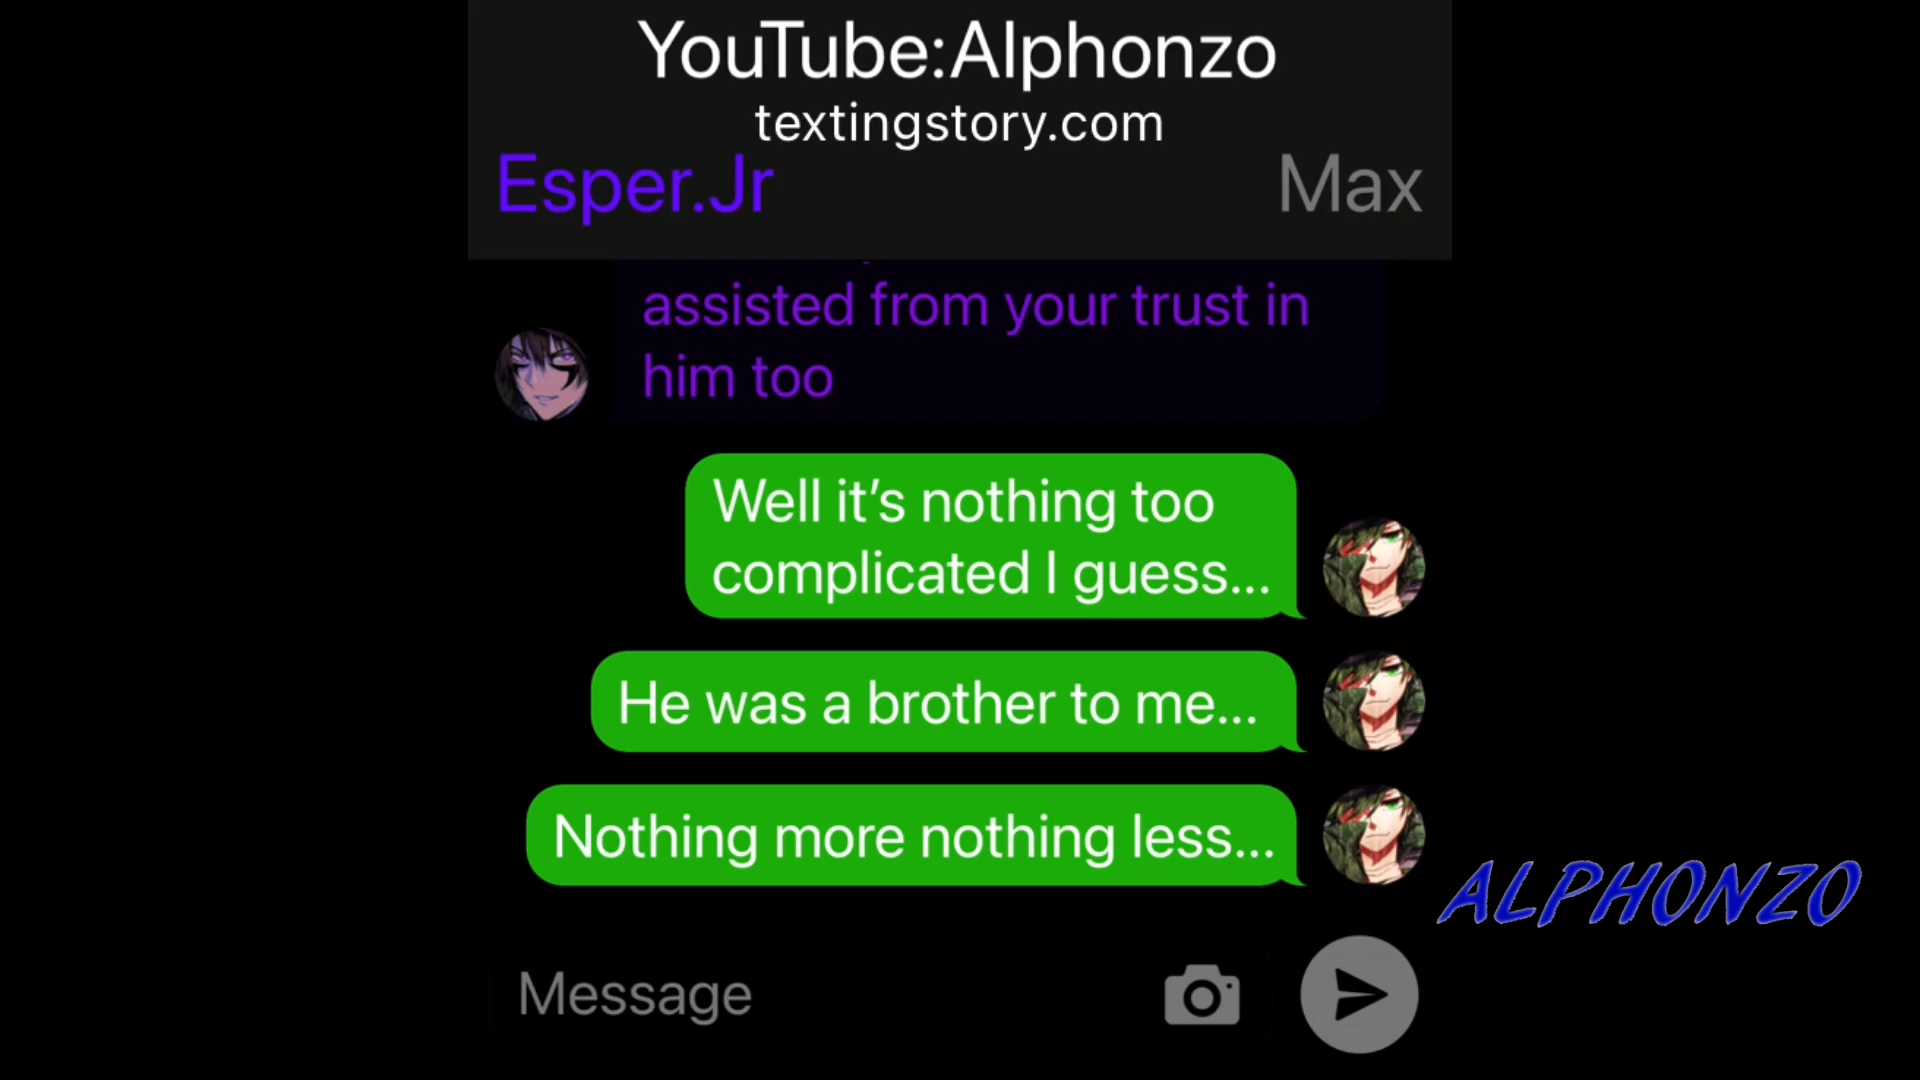 YouTube:Alphonzo
textingstory.com
Esper.Jr
Max
assisted from your trust in
him too
Well it’s nothing too
complicated I guess...
He was a brother to me...
Nothing more nothing less...
ALPHONZO
Message